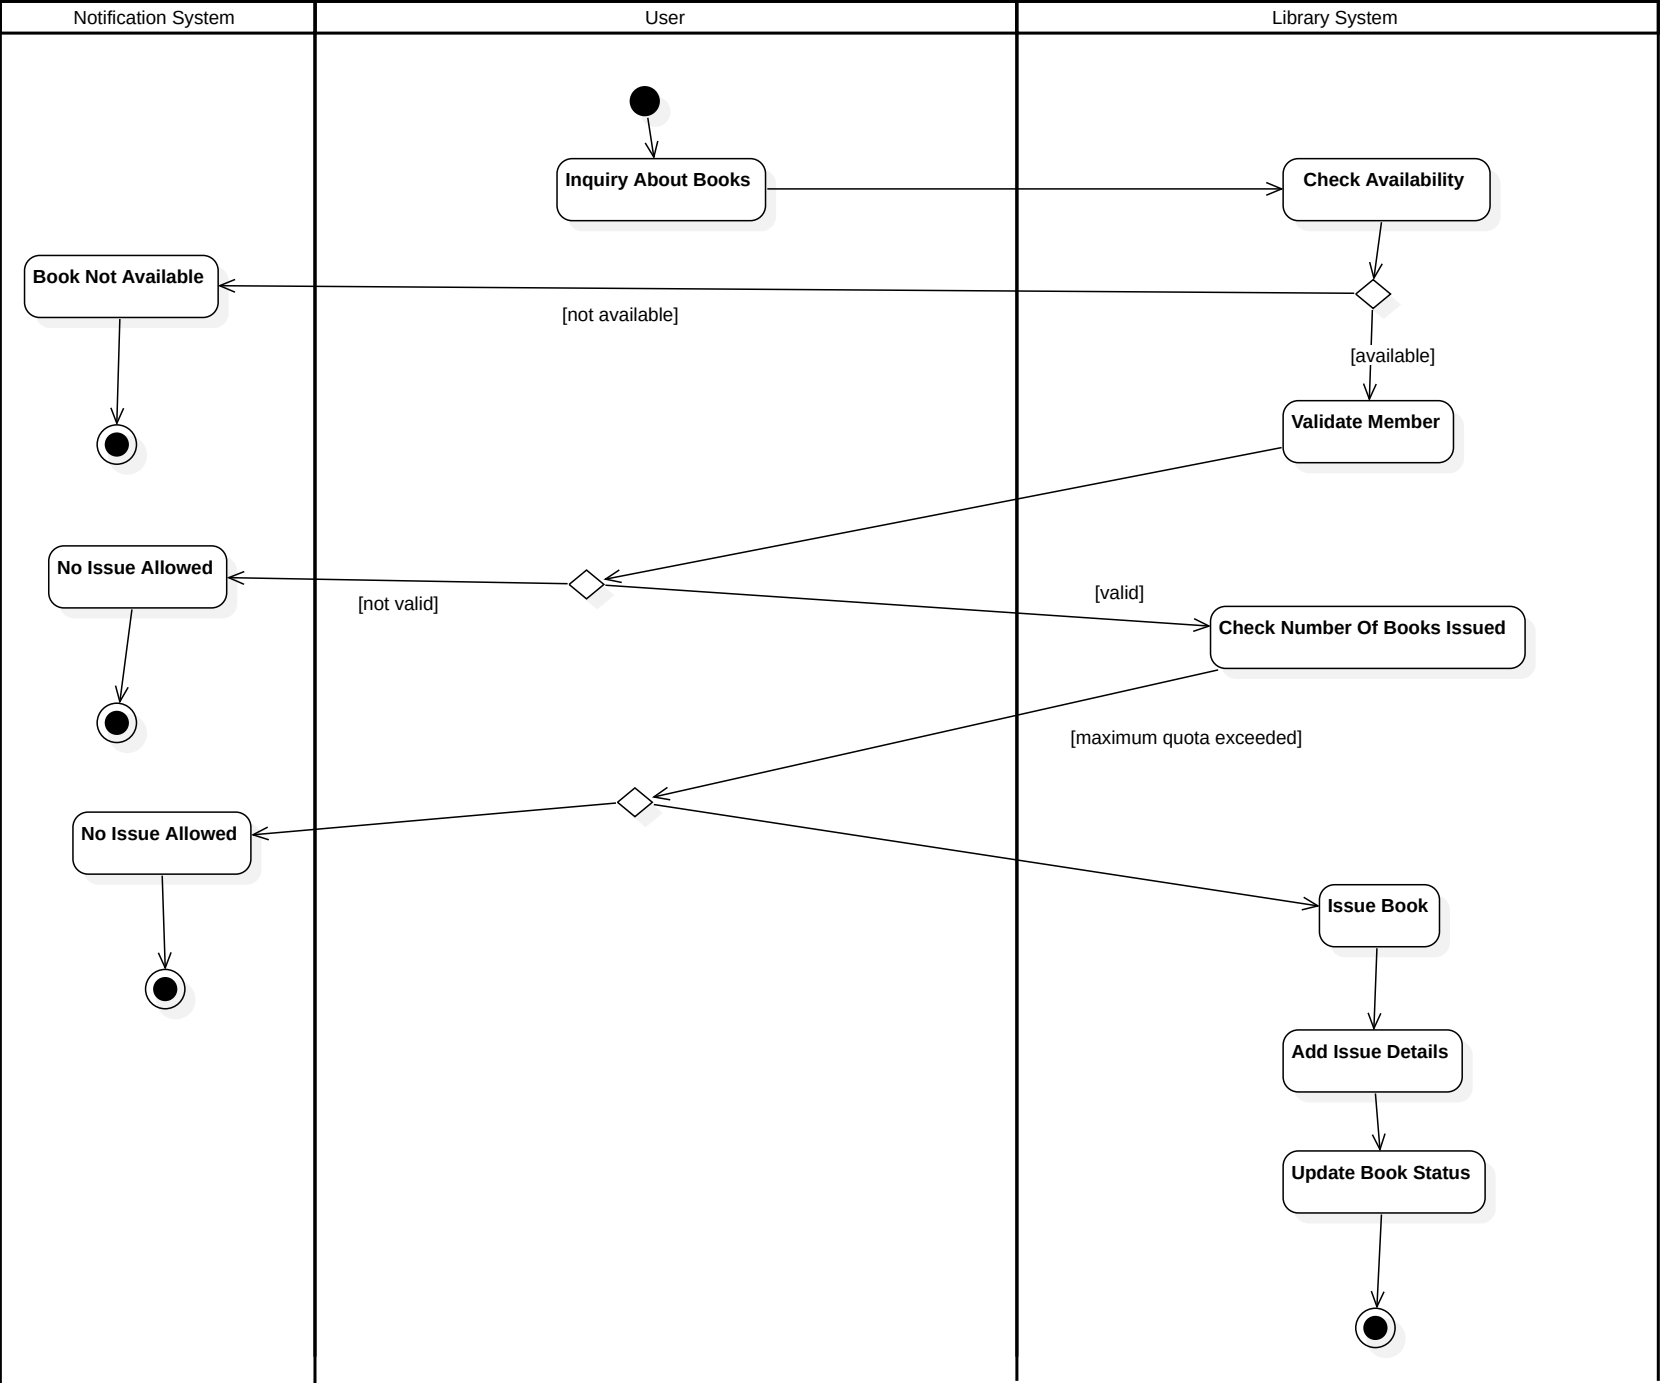 Notification System
User
Library System
Inquiry About Books
Check Availability
Book Not Available
[not available]
[available]
Validate Member
No Issue Allowed
[not valid]
[valid]
Check Number Of Books Issued
[maximum quota exceeded]
No Issue Allowed
Issue Book
Add Issue Details
Update Book Status